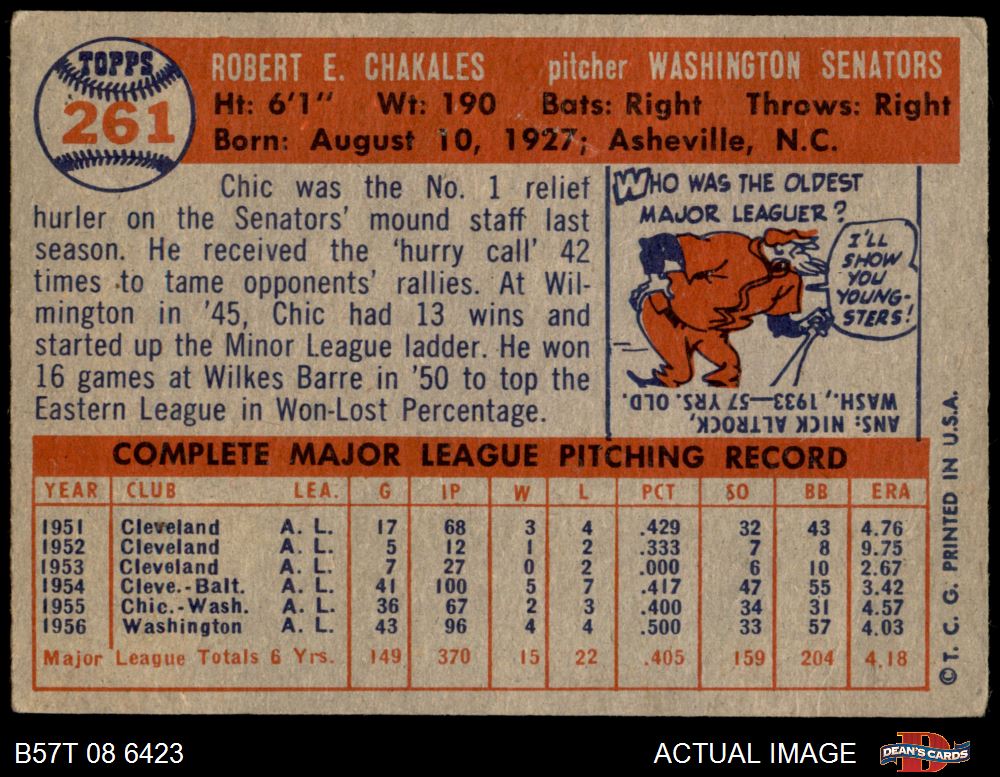 TOPPS
261
ROBERT E. CHAKALES pitcher WASHINGTON SENATORS
Ht: 6'1" Wt: 190 Bats: Right Throws: Right
Born: August 10, 1927; Asheville, N.C.
Chic was the No. 1 relief
hurler on the Senators' mound staff last
season. He received the 'hurry call' 42
times to tame opponents' rallies. At Wil-
mington in '45, Chic had 13 wins and
started up the Minor League ladder. He won
16 games at Wilkes Barre in '50 to top the
Eastern League in Won-Lost Percentage.
WHO WAS THE OLDEST
MAJOR LEAGUER?
I'LL
SHOW
YOU
YOUNG-
STERS!
ANS: NICK ALTROCK,
WASH., 1933—57 YRS. OLD.
COMPLETE MAJOR LEAGUE PITCHING RECORD
YEAR CLUB LEA. G IP W L PCT SO BB ERA
1951 Cleveland A. L. 17 68 3 4 .429 32 43 4.76
1952 Cleveland A. L. 5 12 1 2 .333 7 8 9.75
1953 Cleveland A. L. 7 27 0 2 .000 6 10 2.67
1954 Cleve.-Balt. A. L. 41 100 5 7 .417 47 55 3.42
1955 Chic.-Wash. A. L. 36 67 2 3 .400 34 31 4.57
1956 Washington A. L. 43 96 4 4 .500 33 57 4.03
Major League Totals 6 Yrs. 149 370 15 22 .405 159 204 4.18
©T. C. G. PRINTED IN U.S.A.
B57T 08 6423 ACTUAL IMAGE DEAN'S CARDS